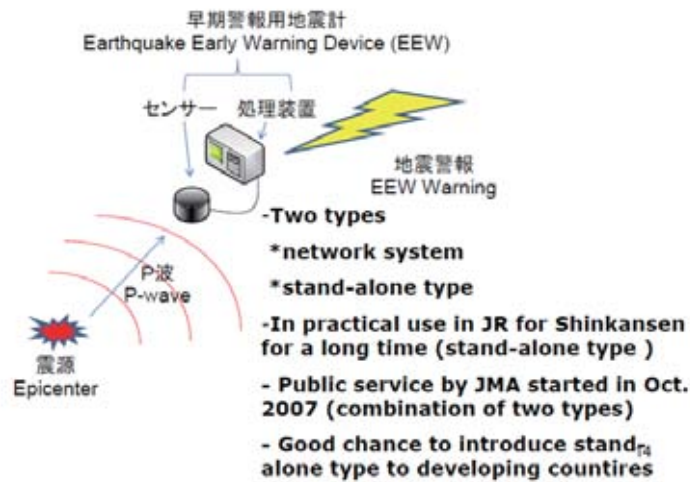 早期警報用地震計
Earthquake Early Warning Device (EEW)
センサー 処理装置
地震警報
EEW Warning
-Two types
*network system
P波
P-wave
*stand-alone type
-In practical use in JR for Shinkansen
for a long time (stand-alone type )
震源
Epicenter
- Public service by JMA started in Oct.
2007 (combination of two types)
- Good chance to introduce stand
alone type to developing countires